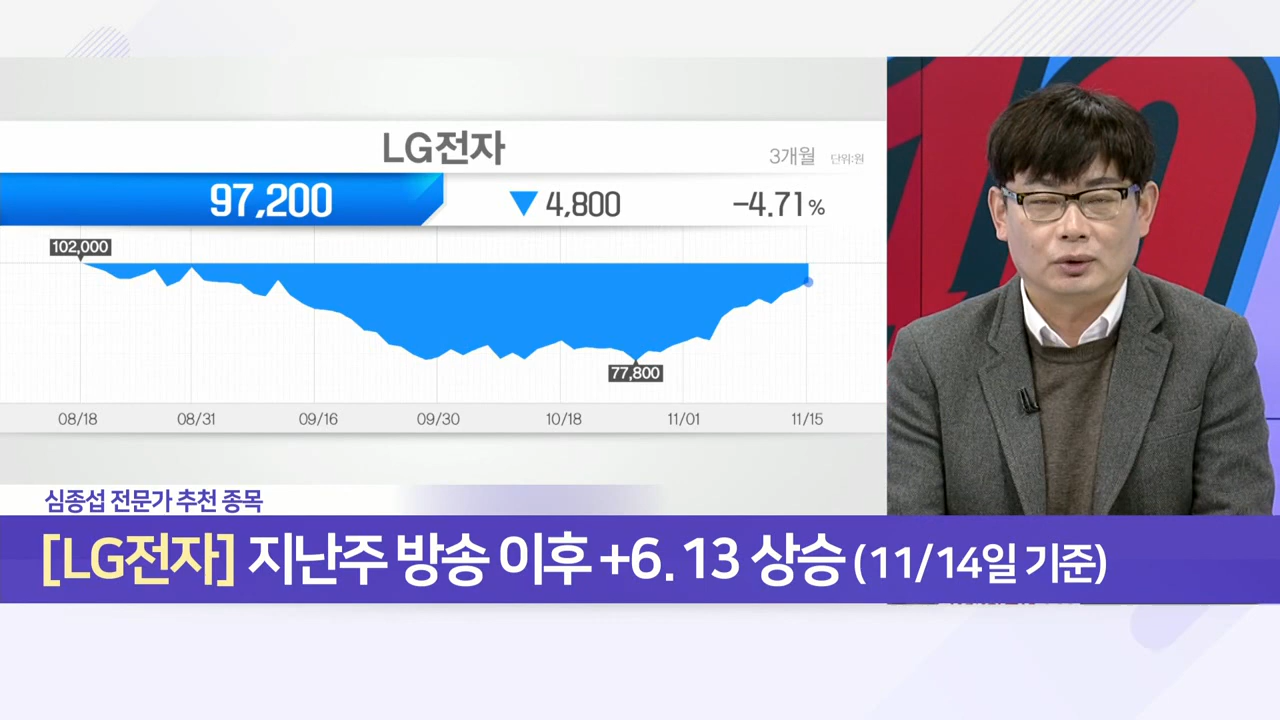 LG전자
3개월 단위:원
97,200 ▼ 4,800 -4.71%
102,000
77,800
08/18 08/31 09/16 09/30 10/18 11/01 11/15
심종섭 전문가 추천 종목
[LG전자] 지난주 방송 이후 +6.13 상승 (11/14일 기준)